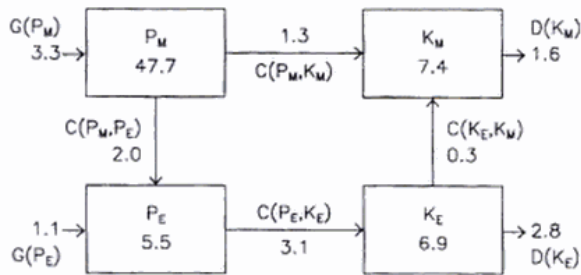 G(P_M)
3.3
P_M
47.7
1.3
C(P_M,K_M)
K_M
7.4
D(K_M)
1.6
C(P_M,P_E)
2.0
C(K_E,K_M)
0.3
1.1
G(P_E)
P_E
5.5
C(P_E,K_E)
3.1
K_E
6.9
2.8
D(K_E)